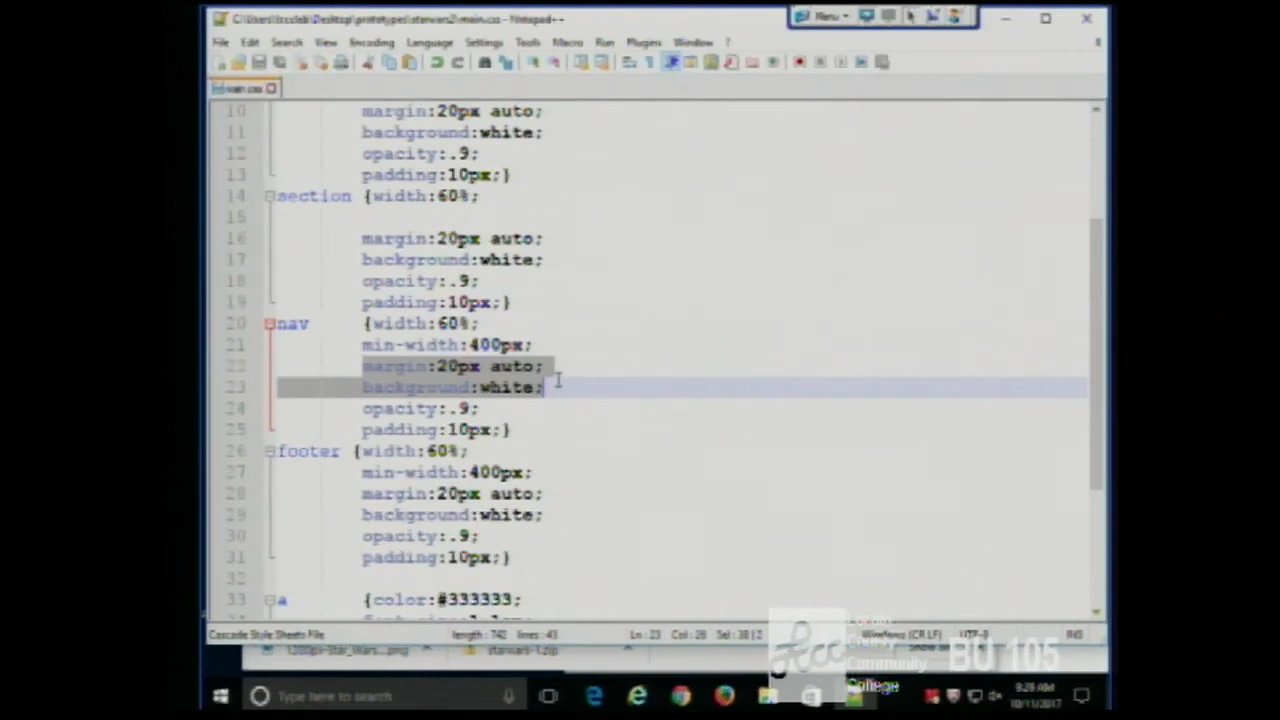 C:\Users\lccclab\Desktop\prototypes\starwars2\main.css - Notepad++
Menu
File Edit Search View Encoding Language Settings Tools Macro Run Plugins Window ?
main.css
10 margin:20px auto;
11 background:white;
12 opacity:.9;
13 padding:10px;}
14 section {width:60%;
15
16 margin:20px auto;
17 background:white;
18 opacity:.9;
19 padding:10px;}
20 nav {width:60%;
21 min-width:400px;
22 margin:20px auto;
23 background:white;
24 opacity:.9;
25 padding:10px;}
26 footer {width:60%;
27 min-width:400px;
28 margin:20px auto;
29 background:white;
30 opacity:.9;
31 padding:10px;}
32
33 a {color:#333333;
Cascade Style Sheets File length : 742 lines : 43 Ln : 23 Col : 26 Sel : 38 | 2 Windows (CR LF) UTF-8 INS
1200px-Star_Wars....png starwars-1.zip
Lorain County Community College
BU 105
Type here to search
9:29 AM
10/11/2017